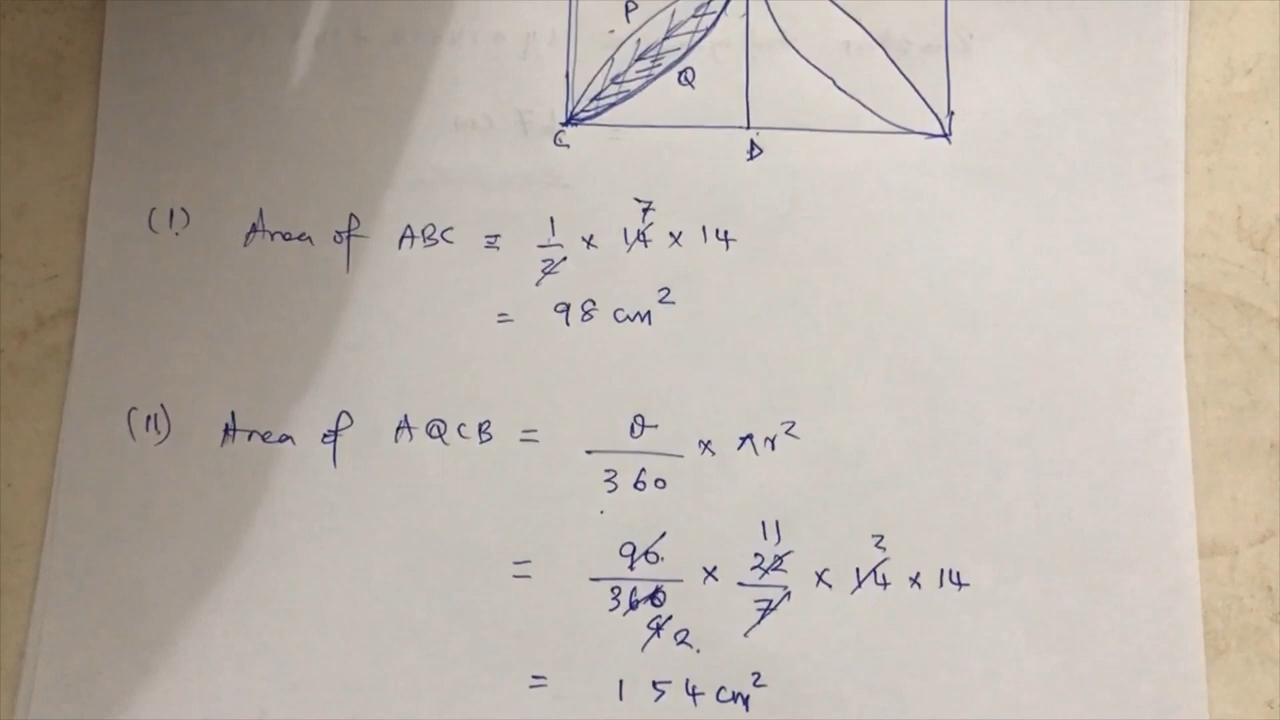 P
Q
C
D
(I) Area of ABC = 1/2 × 14 × 14
7
= 98 cm²
(II) Area of AQCB = θ/360 × πr²
= 90/360 × 22/7 × 14 × 14
11 2
4 2
= 154 cm²